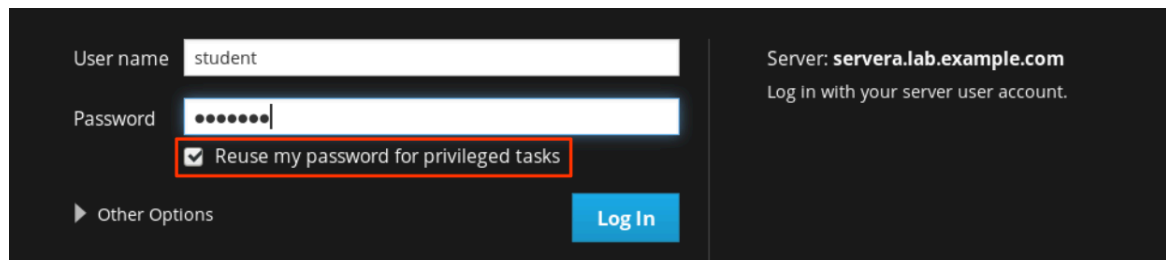 User name student
Password •••••••
Reuse my password for privileged tasks
Other Options
Log In
Server: servera.lab.example.com
Log in with your server user account.